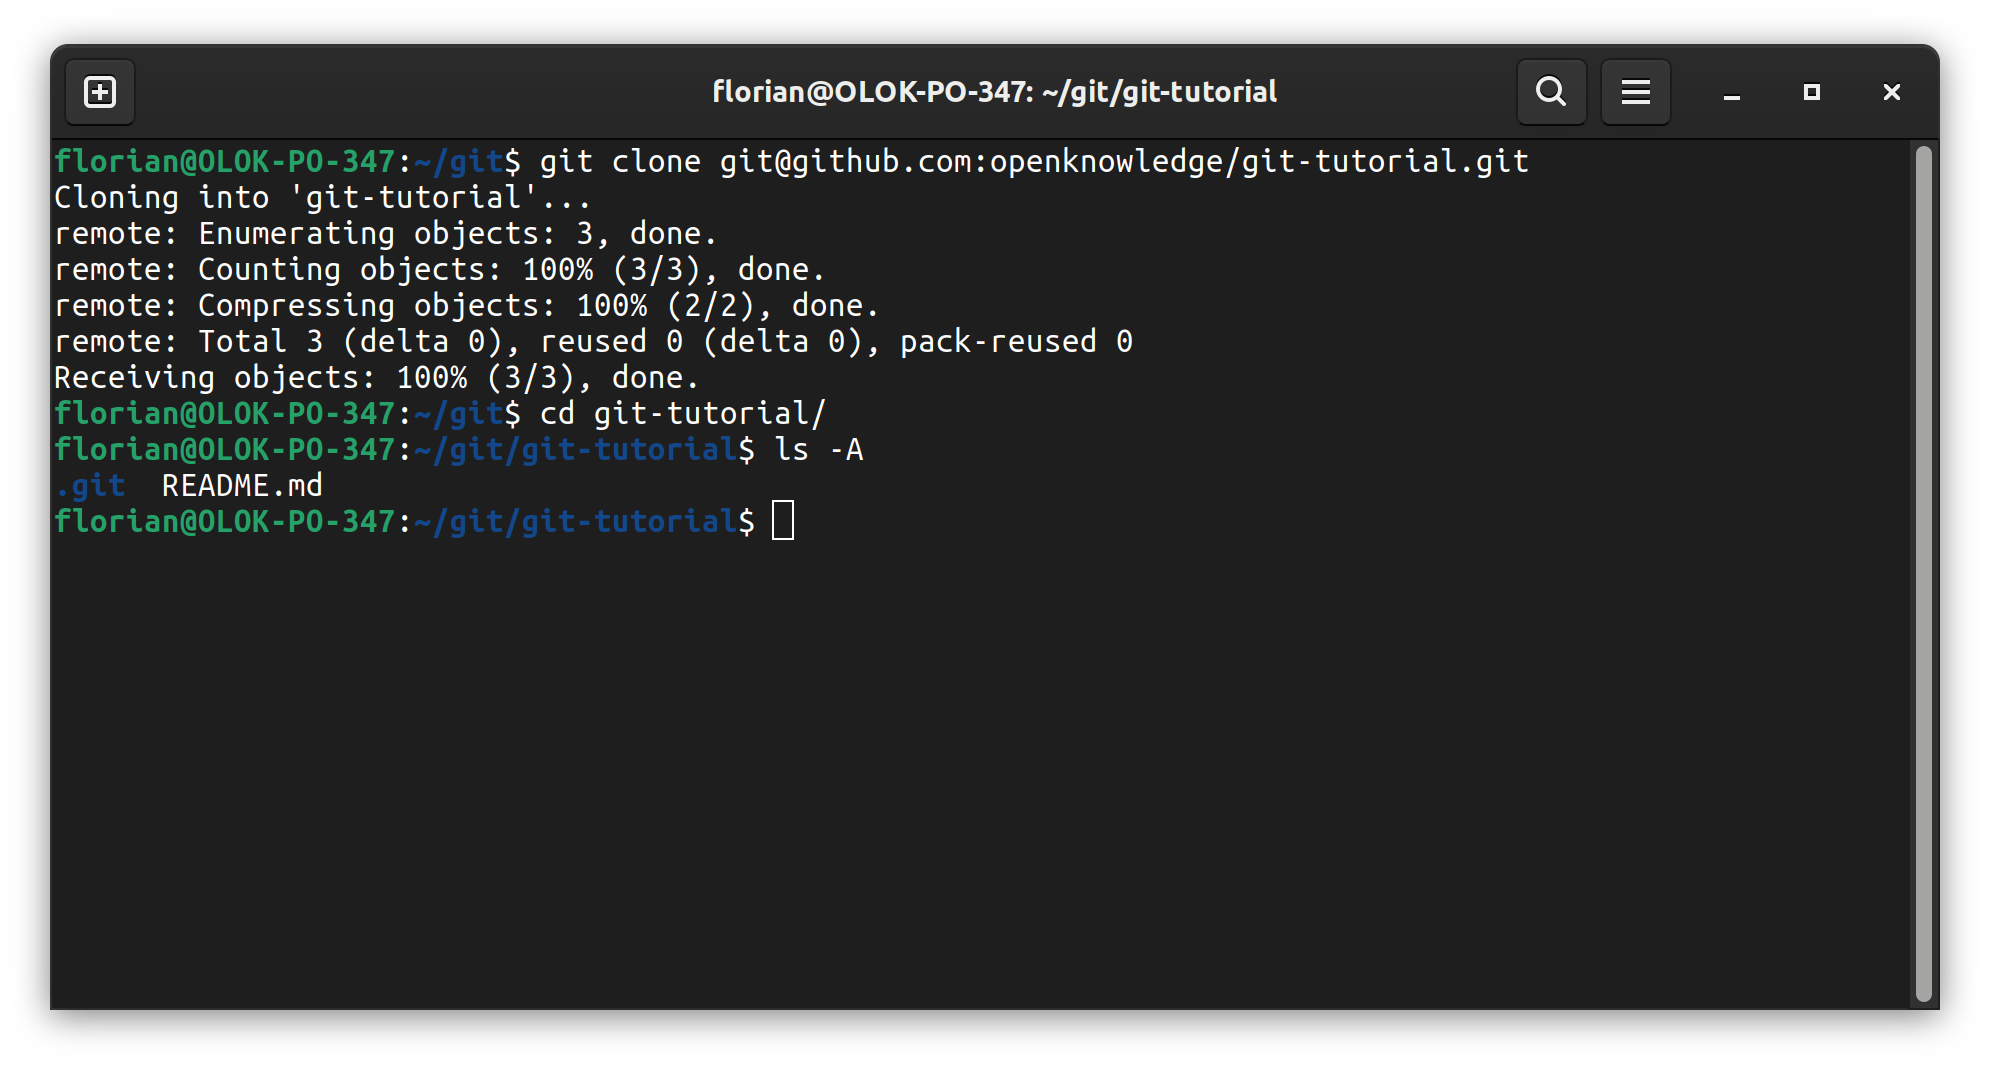 florian@OLOK-PO-347: ~/git/git-tutorial
florian@OLOK-PO-347:~/git$ git clone git@github.com:openknowledge/git-tutorial.git
Cloning into 'git-tutorial'...
remote: Enumerating objects: 3, done.
remote: Counting objects: 100% (3/3), done.
remote: Compressing objects: 100% (2/2), done.
remote: Total 3 (delta 0), reused 0 (delta 0), pack-reused 0
Receiving objects: 100% (3/3), done.
florian@OLOK-PO-347:~/git$ cd git-tutorial/
florian@OLOK-PO-347:~/git/git-tutorial$ ls -A
.git  README.md
florian@OLOK-PO-347:~/git/git-tutorial$